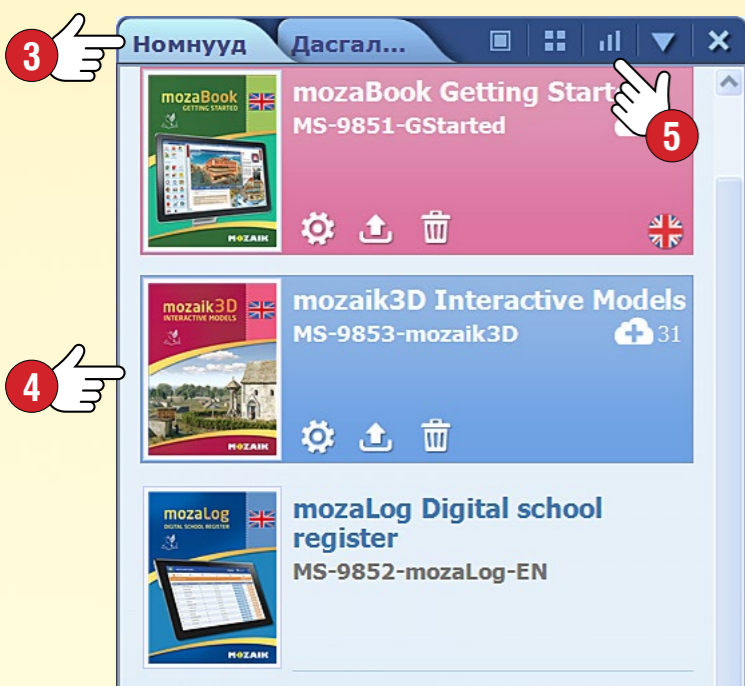 3
Номнууд
Дасгал...
5
mozaBook
GETTING STARTED
MOZAIK
mozaBook Getting Start
MS-9851-GStarted
4
mozaik3D
INTERACTIVE MODELS
MOZAIK
mozaik3D Interactive Models
MS-9853-mozaik3D
31
mozaLog
DIGITAL SCHOOL REGISTER
MOZAIK
mozaLog Digital school
register
MS-9852-mozaLog-EN